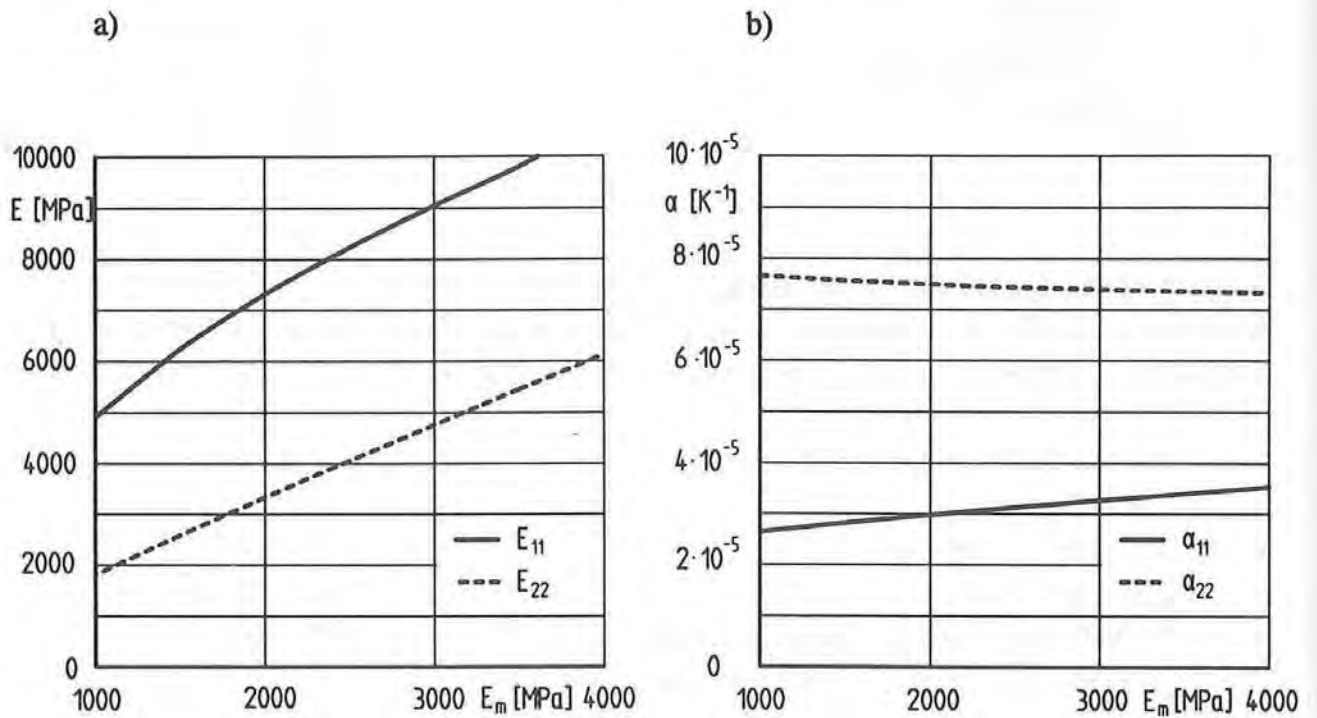 a)
10000
E [MPa]
8000
6000
4000
2000
0
E₁₁
E₂₂
1000 2000 3000 Eₘ [MPa] 4000
b)
10·10⁻⁵
α [K⁻¹]
8·10⁻⁵
6·10⁻⁵
4·10⁻⁵
2·10⁻⁵
0
α₁₁
α₂₂
1000 2000 3000 Eₘ [MPa] 4000